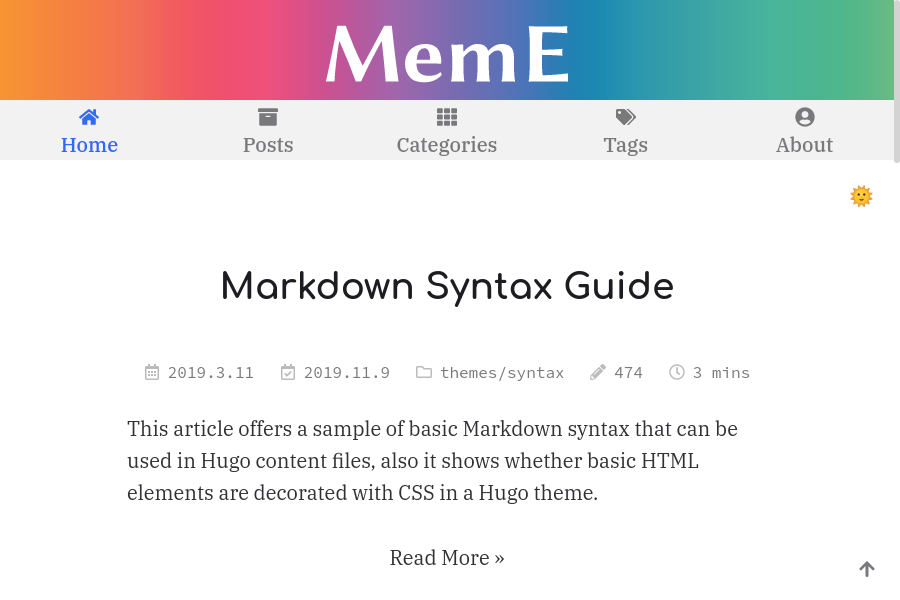 MemE
Home
Posts
Categories
Tags
About
Markdown Syntax Guide
2019.3.11 2019.11.9 themes/syntax 474 3 mins
This article offers a sample of basic Markdown syntax that can be
used in Hugo content files, also it shows whether basic HTML
elements are decorated with CSS in a Hugo theme.
Read More »